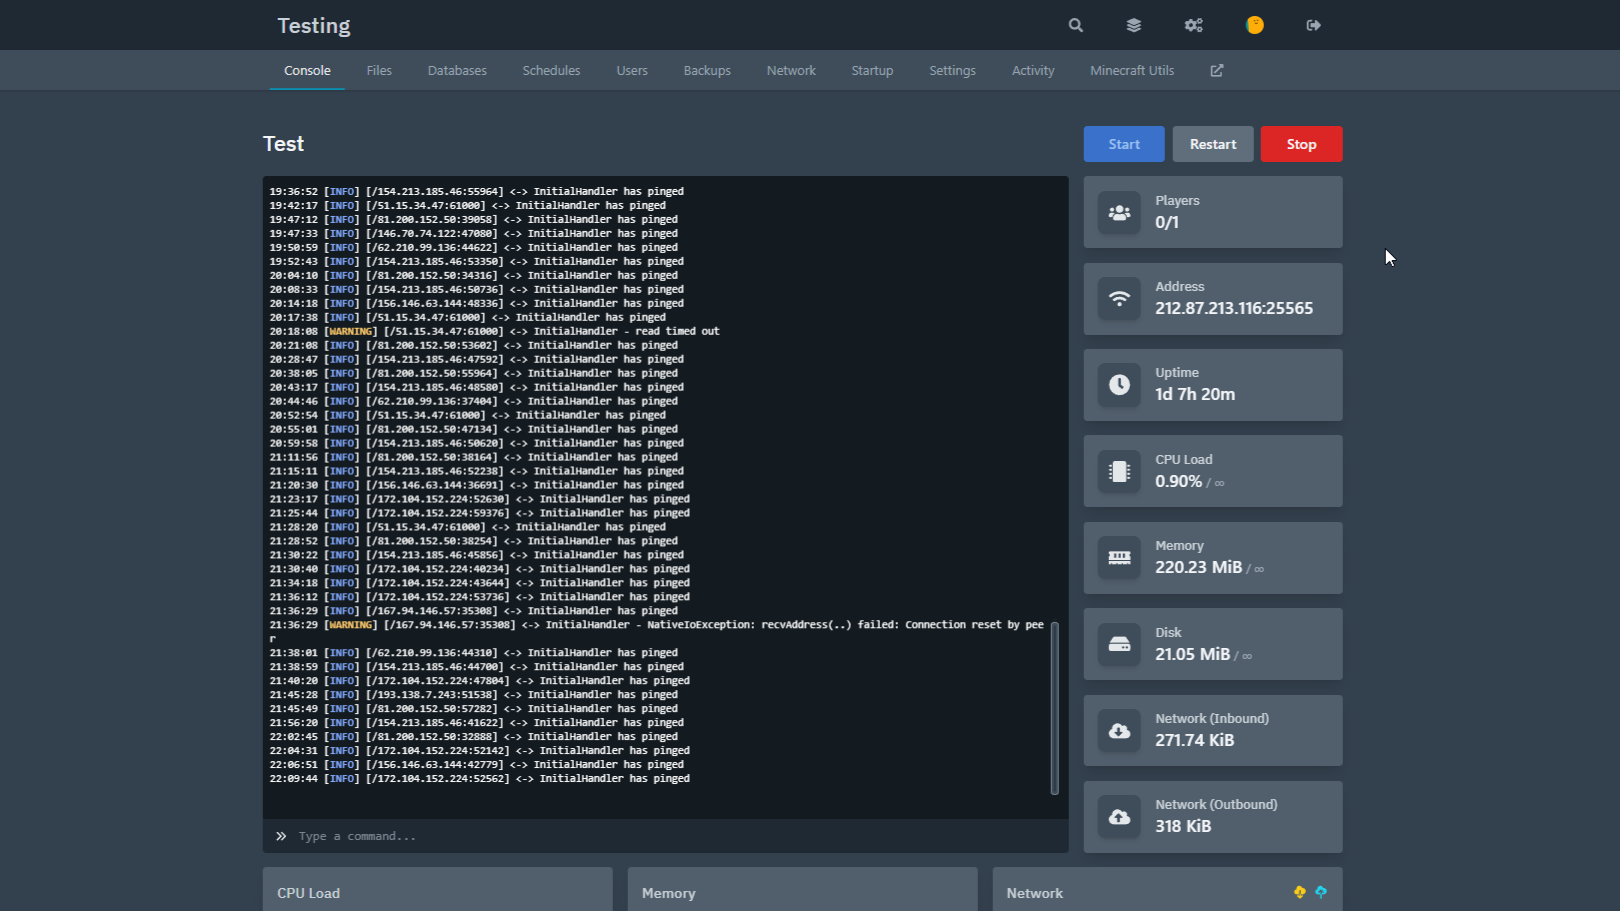 Testing
Console Files Databases Schedules Users Backups Network Startup Settings Activity Minecraft Utils
Test
Start Restart Stop
19:36:52 [INFO] [/154.213.185.46:55964] <-> InitialHandler has pinged
19:42:17 [INFO] [/51.15.34.47:61000] <-> InitialHandler has pinged
19:47:12 [INFO] [/81.200.152.50:39058] <-> InitialHandler has pinged
19:47:33 [INFO] [/146.70.74.122:47080] <-> InitialHandler has pinged
19:50:59 [INFO] [/62.210.99.136:44622] <-> InitialHandler has pinged
19:52:43 [INFO] [/154.213.185.46:53350] <-> InitialHandler has pinged
20:04:10 [INFO] [/81.200.152.50:34316] <-> InitialHandler has pinged
20:08:33 [INFO] [/154.213.185.46:50736] <-> InitialHandler has pinged
20:14:18 [INFO] [/156.146.63.144:48336] <-> InitialHandler has pinged
20:17:38 [INFO] [/51.15.34.47:61000] <-> InitialHandler has pinged
20:18:08 [WARNING] [/51.15.34.47:61000] <-> InitialHandler - read timed out
20:21:08 [INFO] [/81.200.152.50:53602] <-> InitialHandler has pinged
20:28:47 [INFO] [/154.213.185.46:47592] <-> InitialHandler has pinged
20:38:05 [INFO] [/81.200.152.50:55964] <-> InitialHandler has pinged
20:43:17 [INFO] [/154.213.185.46:48580] <-> InitialHandler has pinged
20:44:46 [INFO] [/62.210.99.136:37404] <-> InitialHandler has pinged
20:52:54 [INFO] [/51.15.34.47:61000] <-> InitialHandler has pinged
20:55:01 [INFO] [/81.200.152.50:47134] <-> InitialHandler has pinged
20:59:58 [INFO] [/154.213.185.46:50620] <-> InitialHandler has pinged
21:11:56 [INFO] [/81.200.152.50:38164] <-> InitialHandler has pinged
21:15:11 [INFO] [/154.213.185.46:52238] <-> InitialHandler has pinged
21:20:30 [INFO] [/156.146.63.144:36691] <-> InitialHandler has pinged
21:23:17 [INFO] [/172.104.152.224:52630] <-> InitialHandler has pinged
21:25:44 [INFO] [/172.104.152.224:59376] <-> InitialHandler has pinged
21:28:20 [INFO] [/51.15.34.47:61000] <-> InitialHandler has pinged
21:28:52 [INFO] [/81.200.152.50:38254] <-> InitialHandler has pinged
21:30:22 [INFO] [/154.213.185.46:45856] <-> InitialHandler has pinged
21:30:40 [INFO] [/172.104.152.224:40234] <-> InitialHandler has pinged
21:34:18 [INFO] [/172.104.152.224:43644] <-> InitialHandler has pinged
21:36:12 [INFO] [/172.104.152.224:53736] <-> InitialHandler has pinged
21:36:29 [INFO] [/167.94.146.57:35308] <-> InitialHandler has pinged
21:36:29 [WARNING] [/167.94.146.57:35308] <-> InitialHandler - NativeIoException: recvAddress(..) failed: Connection reset by pee
r
21:38:01 [INFO] [/62.210.99.136:44310] <-> InitialHandler has pinged
21:38:59 [INFO] [/154.213.185.46:44700] <-> InitialHandler has pinged
21:40:20 [INFO] [/172.104.152.224:47804] <-> InitialHandler has pinged
21:45:28 [INFO] [/193.138.7.243:51538] <-> InitialHandler has pinged
21:45:49 [INFO] [/81.200.152.50:57282] <-> InitialHandler has pinged
21:56:20 [INFO] [/154.213.185.46:41622] <-> InitialHandler has pinged
22:02:45 [INFO] [/81.200.152.50:32888] <-> InitialHandler has pinged
22:04:31 [INFO] [/172.104.152.224:52142] <-> InitialHandler has pinged
22:06:51 [INFO] [/156.146.63.144:42779] <-> InitialHandler has pinged
22:09:44 [INFO] [/172.104.152.224:52562] <-> InitialHandler has pinged
Type a command...
Players
0/1
Address
212.87.213.116:25565
Uptime
1d 7h 20m
CPU Load
0.90% / ∞
Memory
220.23 MiB / ∞
Disk
21.05 MiB / ∞
Network (Inbound)
271.74 KiB
Network (Outbound)
318 KiB
CPU Load
Memory
Network